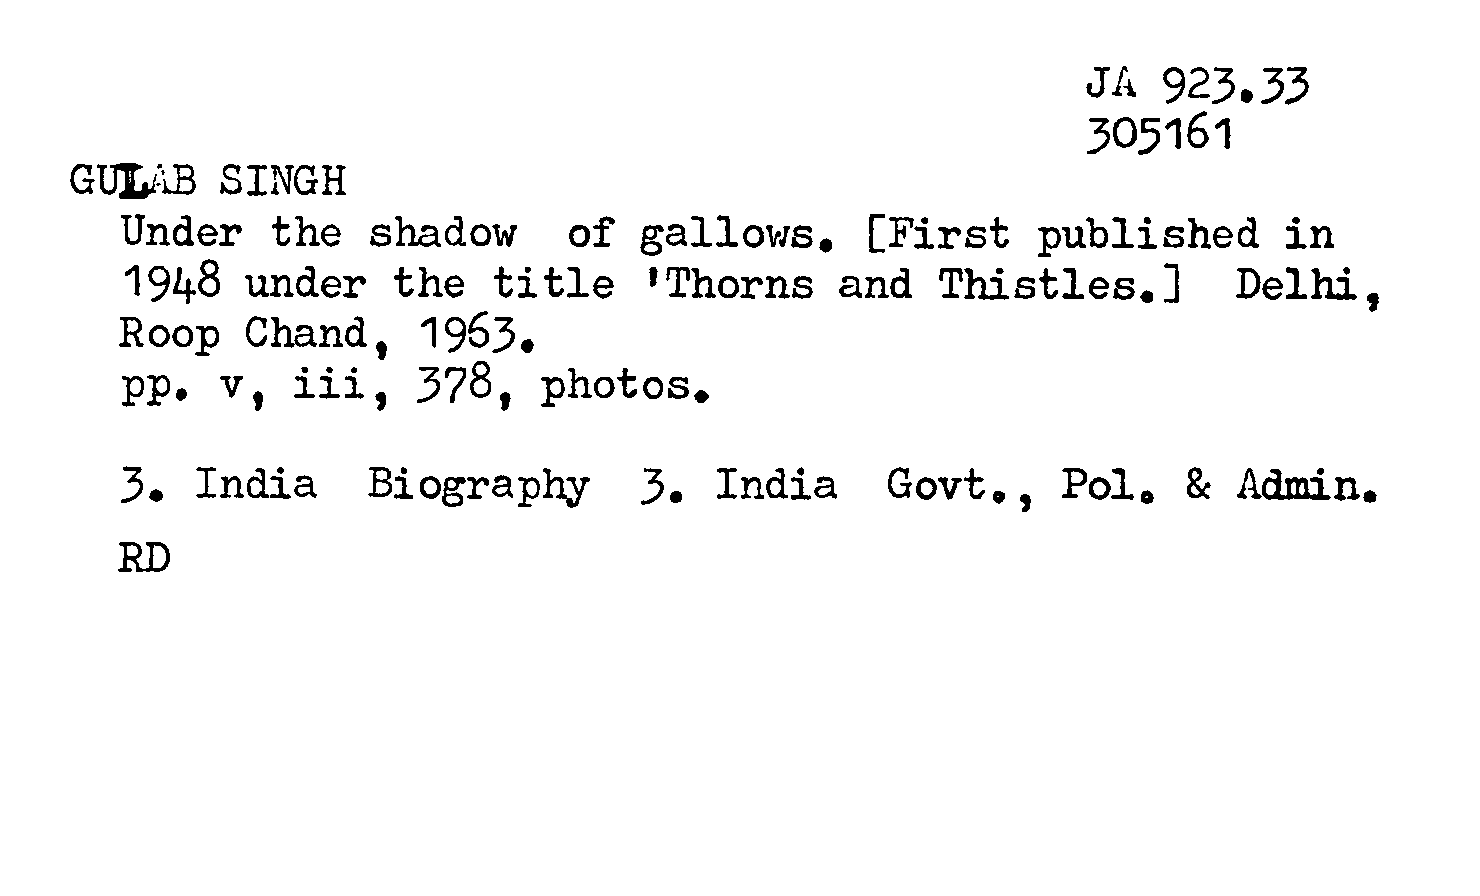 JA 923.33
305161
GULAB SINGH
Under the shadow of gallows. [First published in
1948 under the title 'Thorns and Thistles.] Delhi,
Roop Chand, 1963.
pp. v, iii, 378, photos.
3. India Biography 3. India Govt., Pol. & Admin.
RD